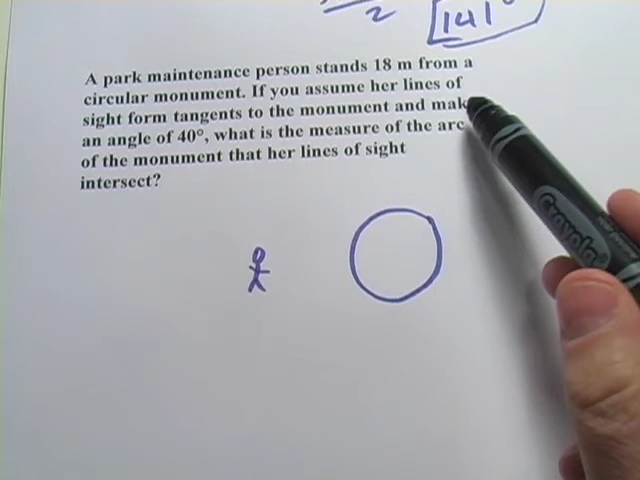 2
141°
A park maintenance person stands 18 m from a
circular monument. If you assume her lines of
sight form tangents to the monument and mak
an angle of 40°, what is the measure of the arc
of the monument that her lines of sight
intersect?
Crayola